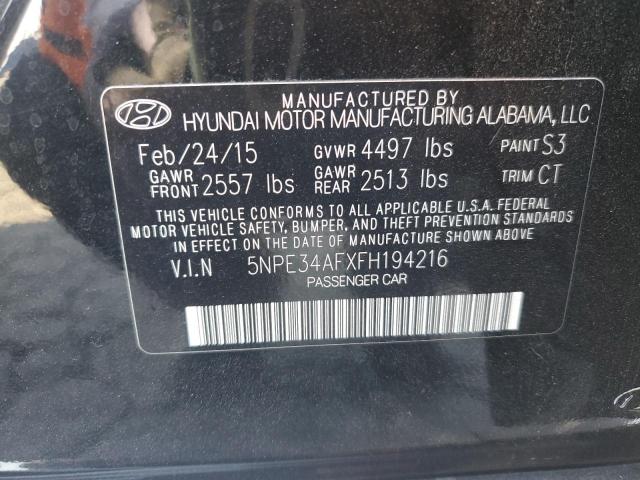 MANUFACTURED BY
HYUNDAI MOTOR MANUFACTURING ALABAMA, LLC
Feb/24/15 GVWR 4497 lbs PAINT S3
GAWR FRONT 2557 lbs GAWR REAR 2513 lbs TRIM CT
THIS VEHICLE CONFORMS TO ALL APPLICABLE U.S.A. FEDERAL
MOTOR VEHICLE SAFETY, BUMPER, AND THEFT PREVENTION STANDARDS
IN EFFECT ON THE DATE OF MANUFACTURE SHOWN ABOVE
V.I.N 5NPE34AFXFH194216
PASSENGER CAR